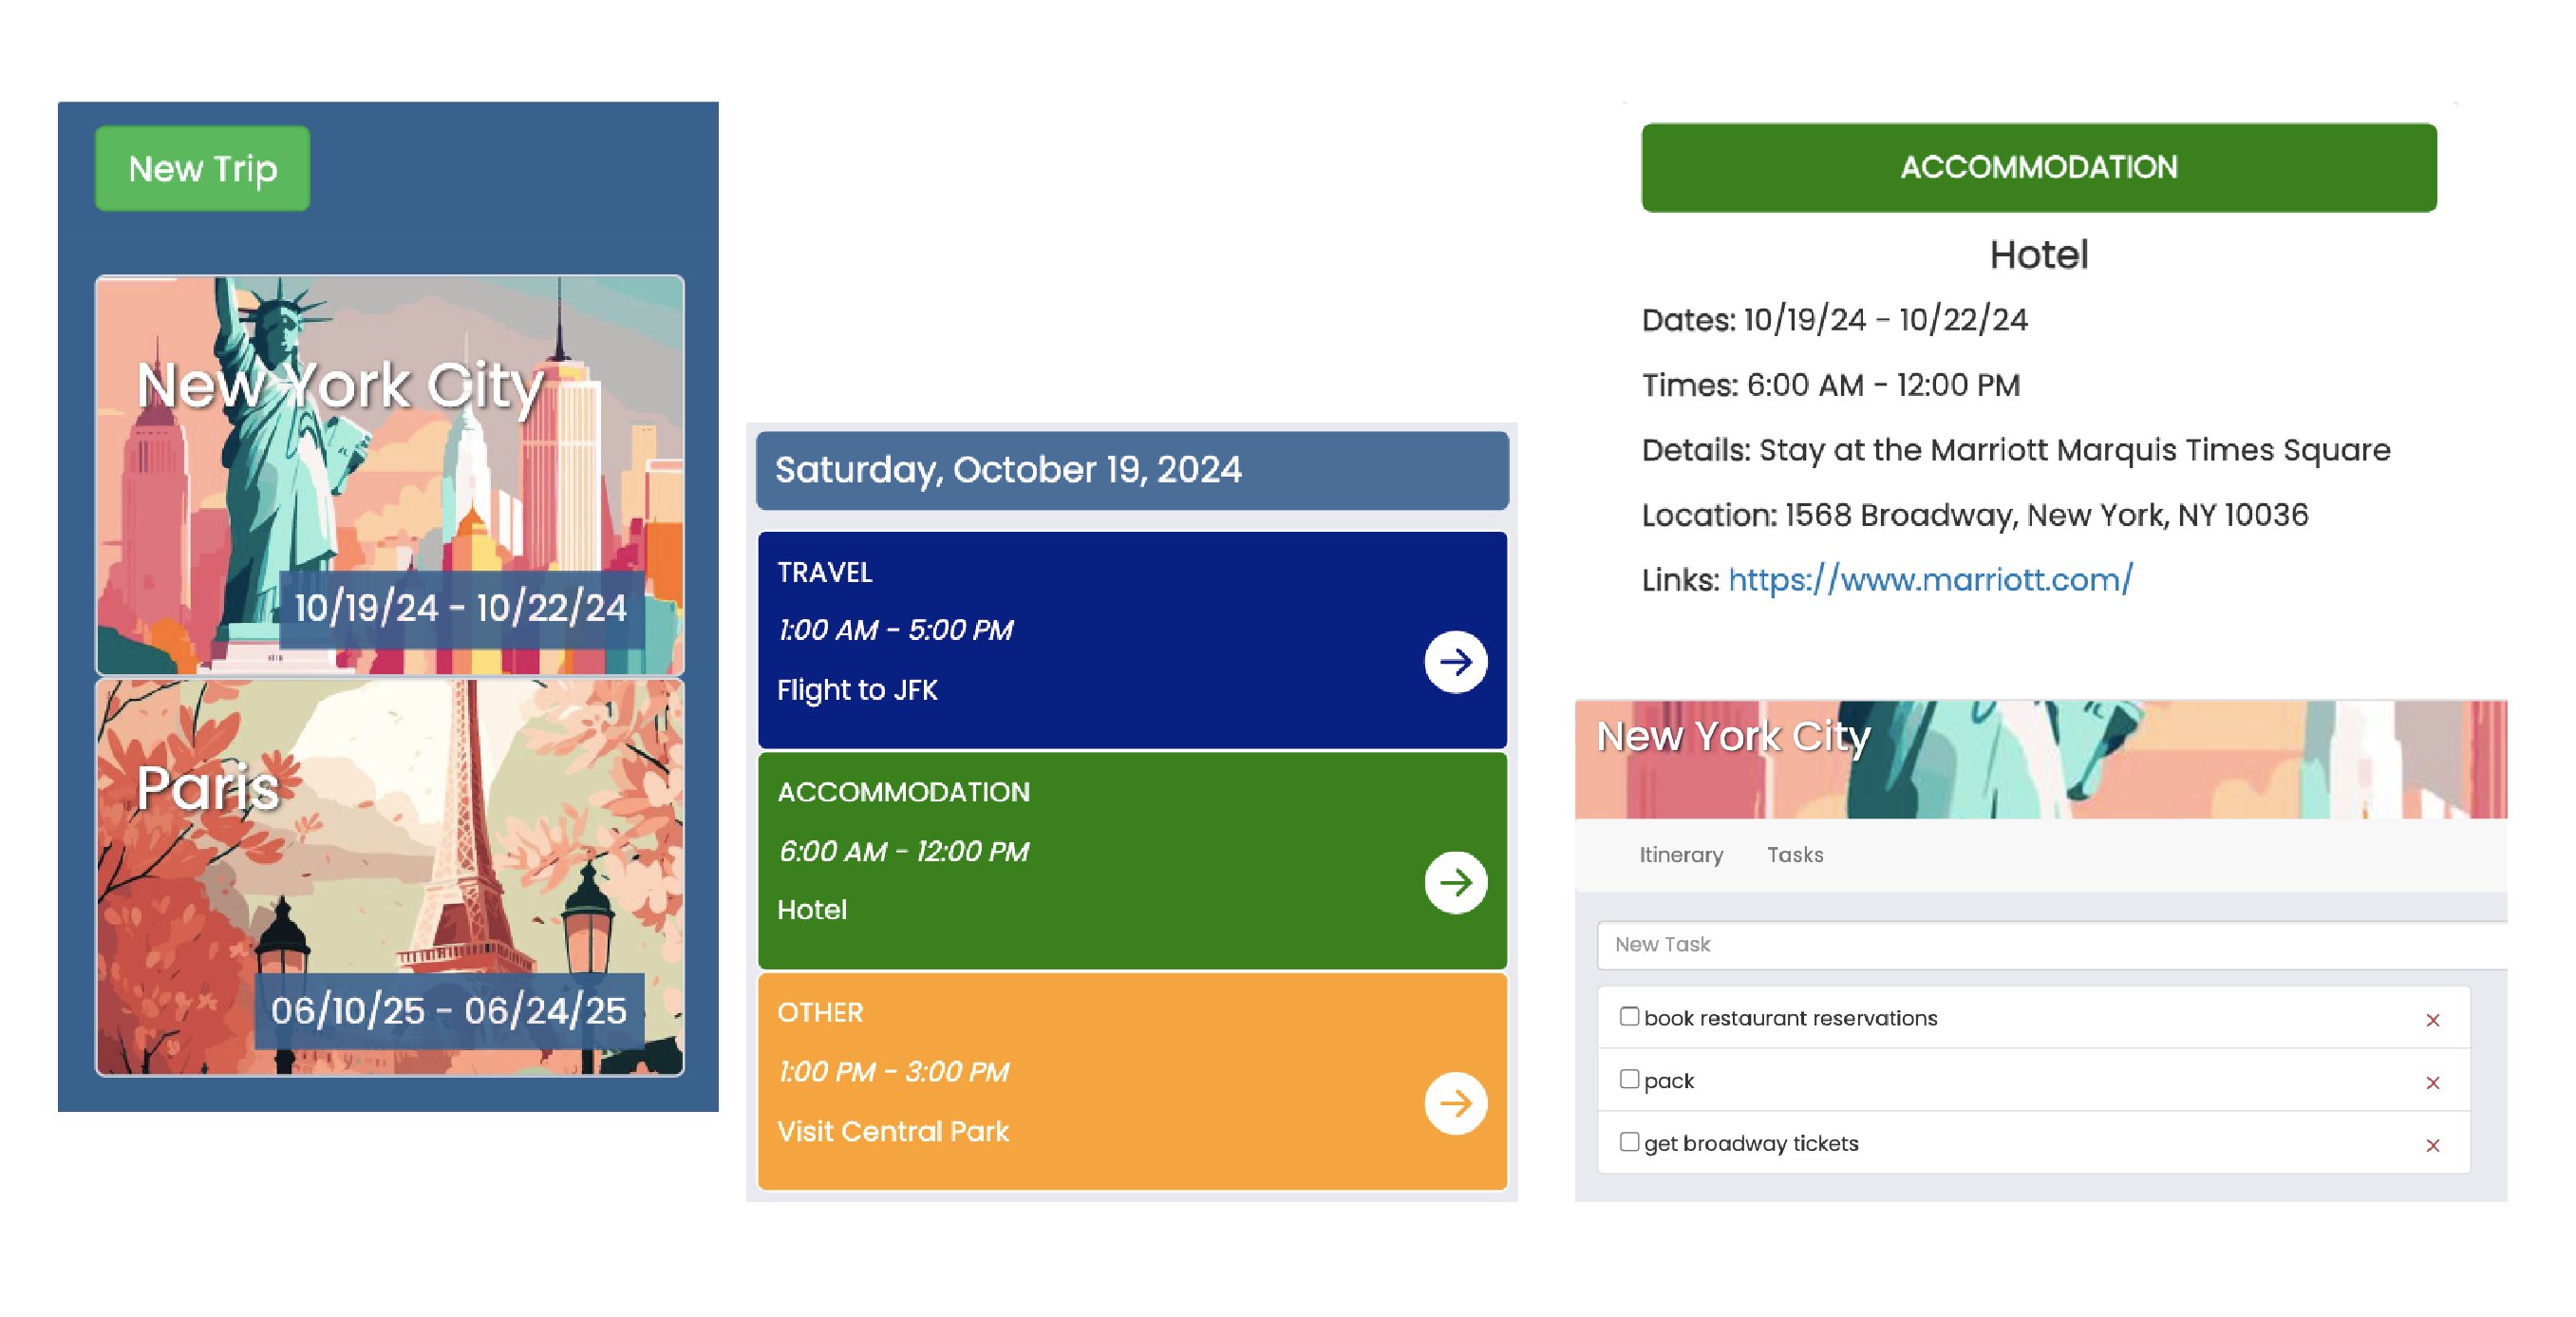 New Trip
New York City
10/19/24 - 10/22/24
Paris
06/10/25 - 06/24/25
Saturday, October 19, 2024
TRAVEL
1:00 AM - 5:00 PM
Flight to JFK
ACCOMMODATION
6:00 AM - 12:00 PM
Hotel
OTHER
1:00 PM - 3:00 PM
Visit Central Park
ACCOMMODATION
Hotel
Dates: 10/19/24 - 10/22/24
Times: 6:00 AM - 12:00 PM
Details: Stay at the Marriott Marquis Times Square
Location: 1568 Broadway, New York, NY 10036
Links: https://www.marriott.com/
New York City
Itinerary Tasks
New Task
book restaurant reservations
pack
get broadway tickets